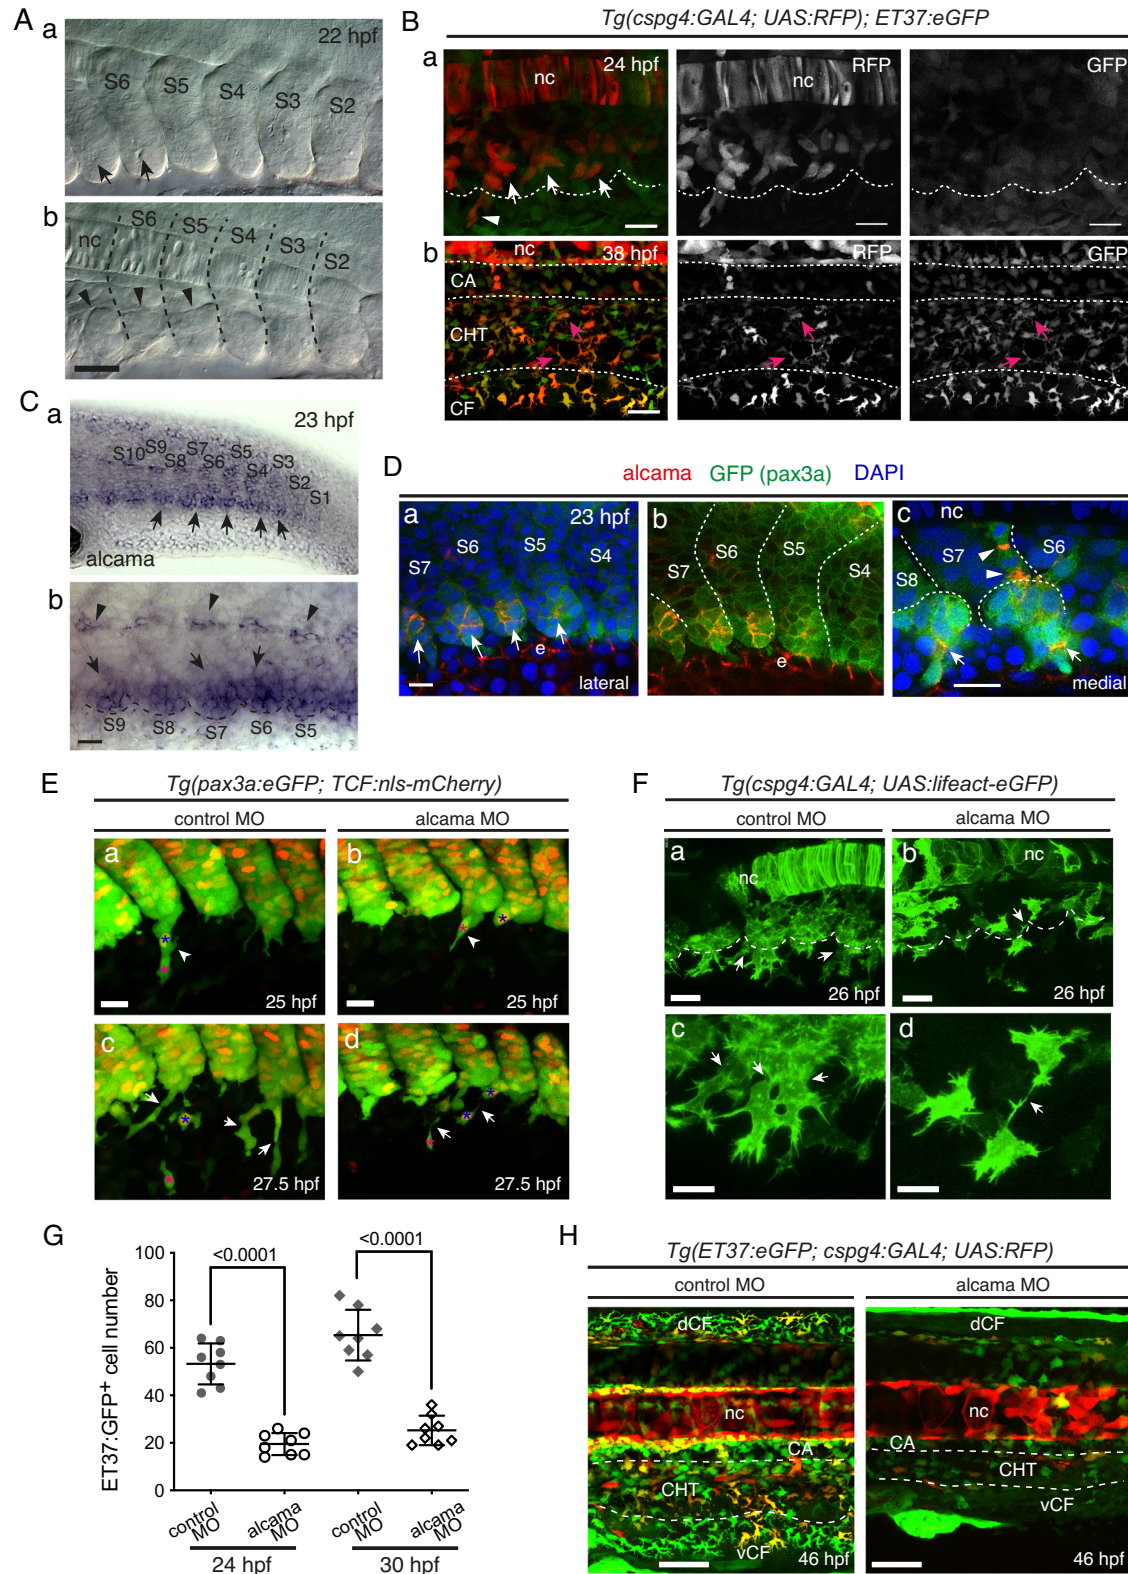 A
a
22 hpf
S6
S5
S4
S3
S2
b
nc
S6
S5
S4
S3
S2
B
Tg(cspg4:GAL4; UAS:RFP); ET37:eGFP
a
24 hpf
nc
RFP
nc
GFP
b
nc
38 hpf
CA
CHT
CF
RFP
GFP
C
a
23 hpf
S10
S9
S8
S7
S6
S5
S4
S3
S2
S1
alcama
b
S9
S8
S7
S6
S5
D
alcama GFP (pax3a) DAPI
a
23 hpf
S7
S6
S5
S4
e
lateral
b
S7
S6
S5
S4
e
c
nc
S8
S7
S6
medial
E
Tg(pax3a:eGFP; TCF:nls-mCherry)
control MO
alcama MO
a
*
*
25 hpf
b
*
*
25 hpf
c
*
*
27.5 hpf
d
*
*
*
27.5 hpf
F
Tg(cspg4:GAL4; UAS:lifeact-eGFP)
control MO
alcama MO
a
nc
26 hpf
b
nc
26 hpf
c
d
G
ET37:GFP+ cell number
100
80
60
40
20
0
<0.0001
<0.0001
control MO
alcama MO
control MO
alcama MO
24 hpf
30 hpf
H
Tg(ET37:eGFP; cspg4:GAL4; UAS:RFP)
control MO
alcama MO
dCF
nc
CA
CHT
vCF
46 hpf
dCF
nc
CA
CHT
vCF
46 hpf